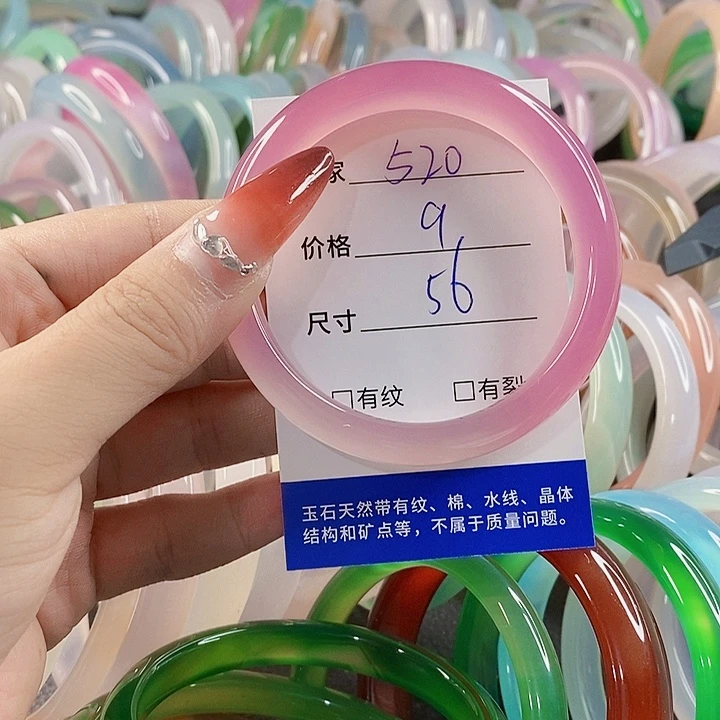 家 520
价格 9
尺寸 56
□有纹 □有裂
玉石天然带有纹、棉、水线、晶体
结构和矿点等，不属于质量问题。